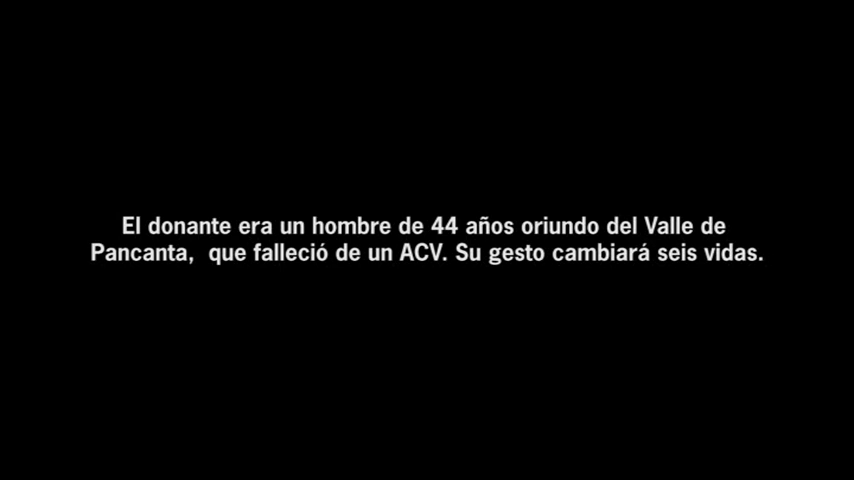 El donante era un hombre de 44 años oriundo del Valle de
Pancanta,  que falleció de un ACV. Su gesto cambiará seis vidas.